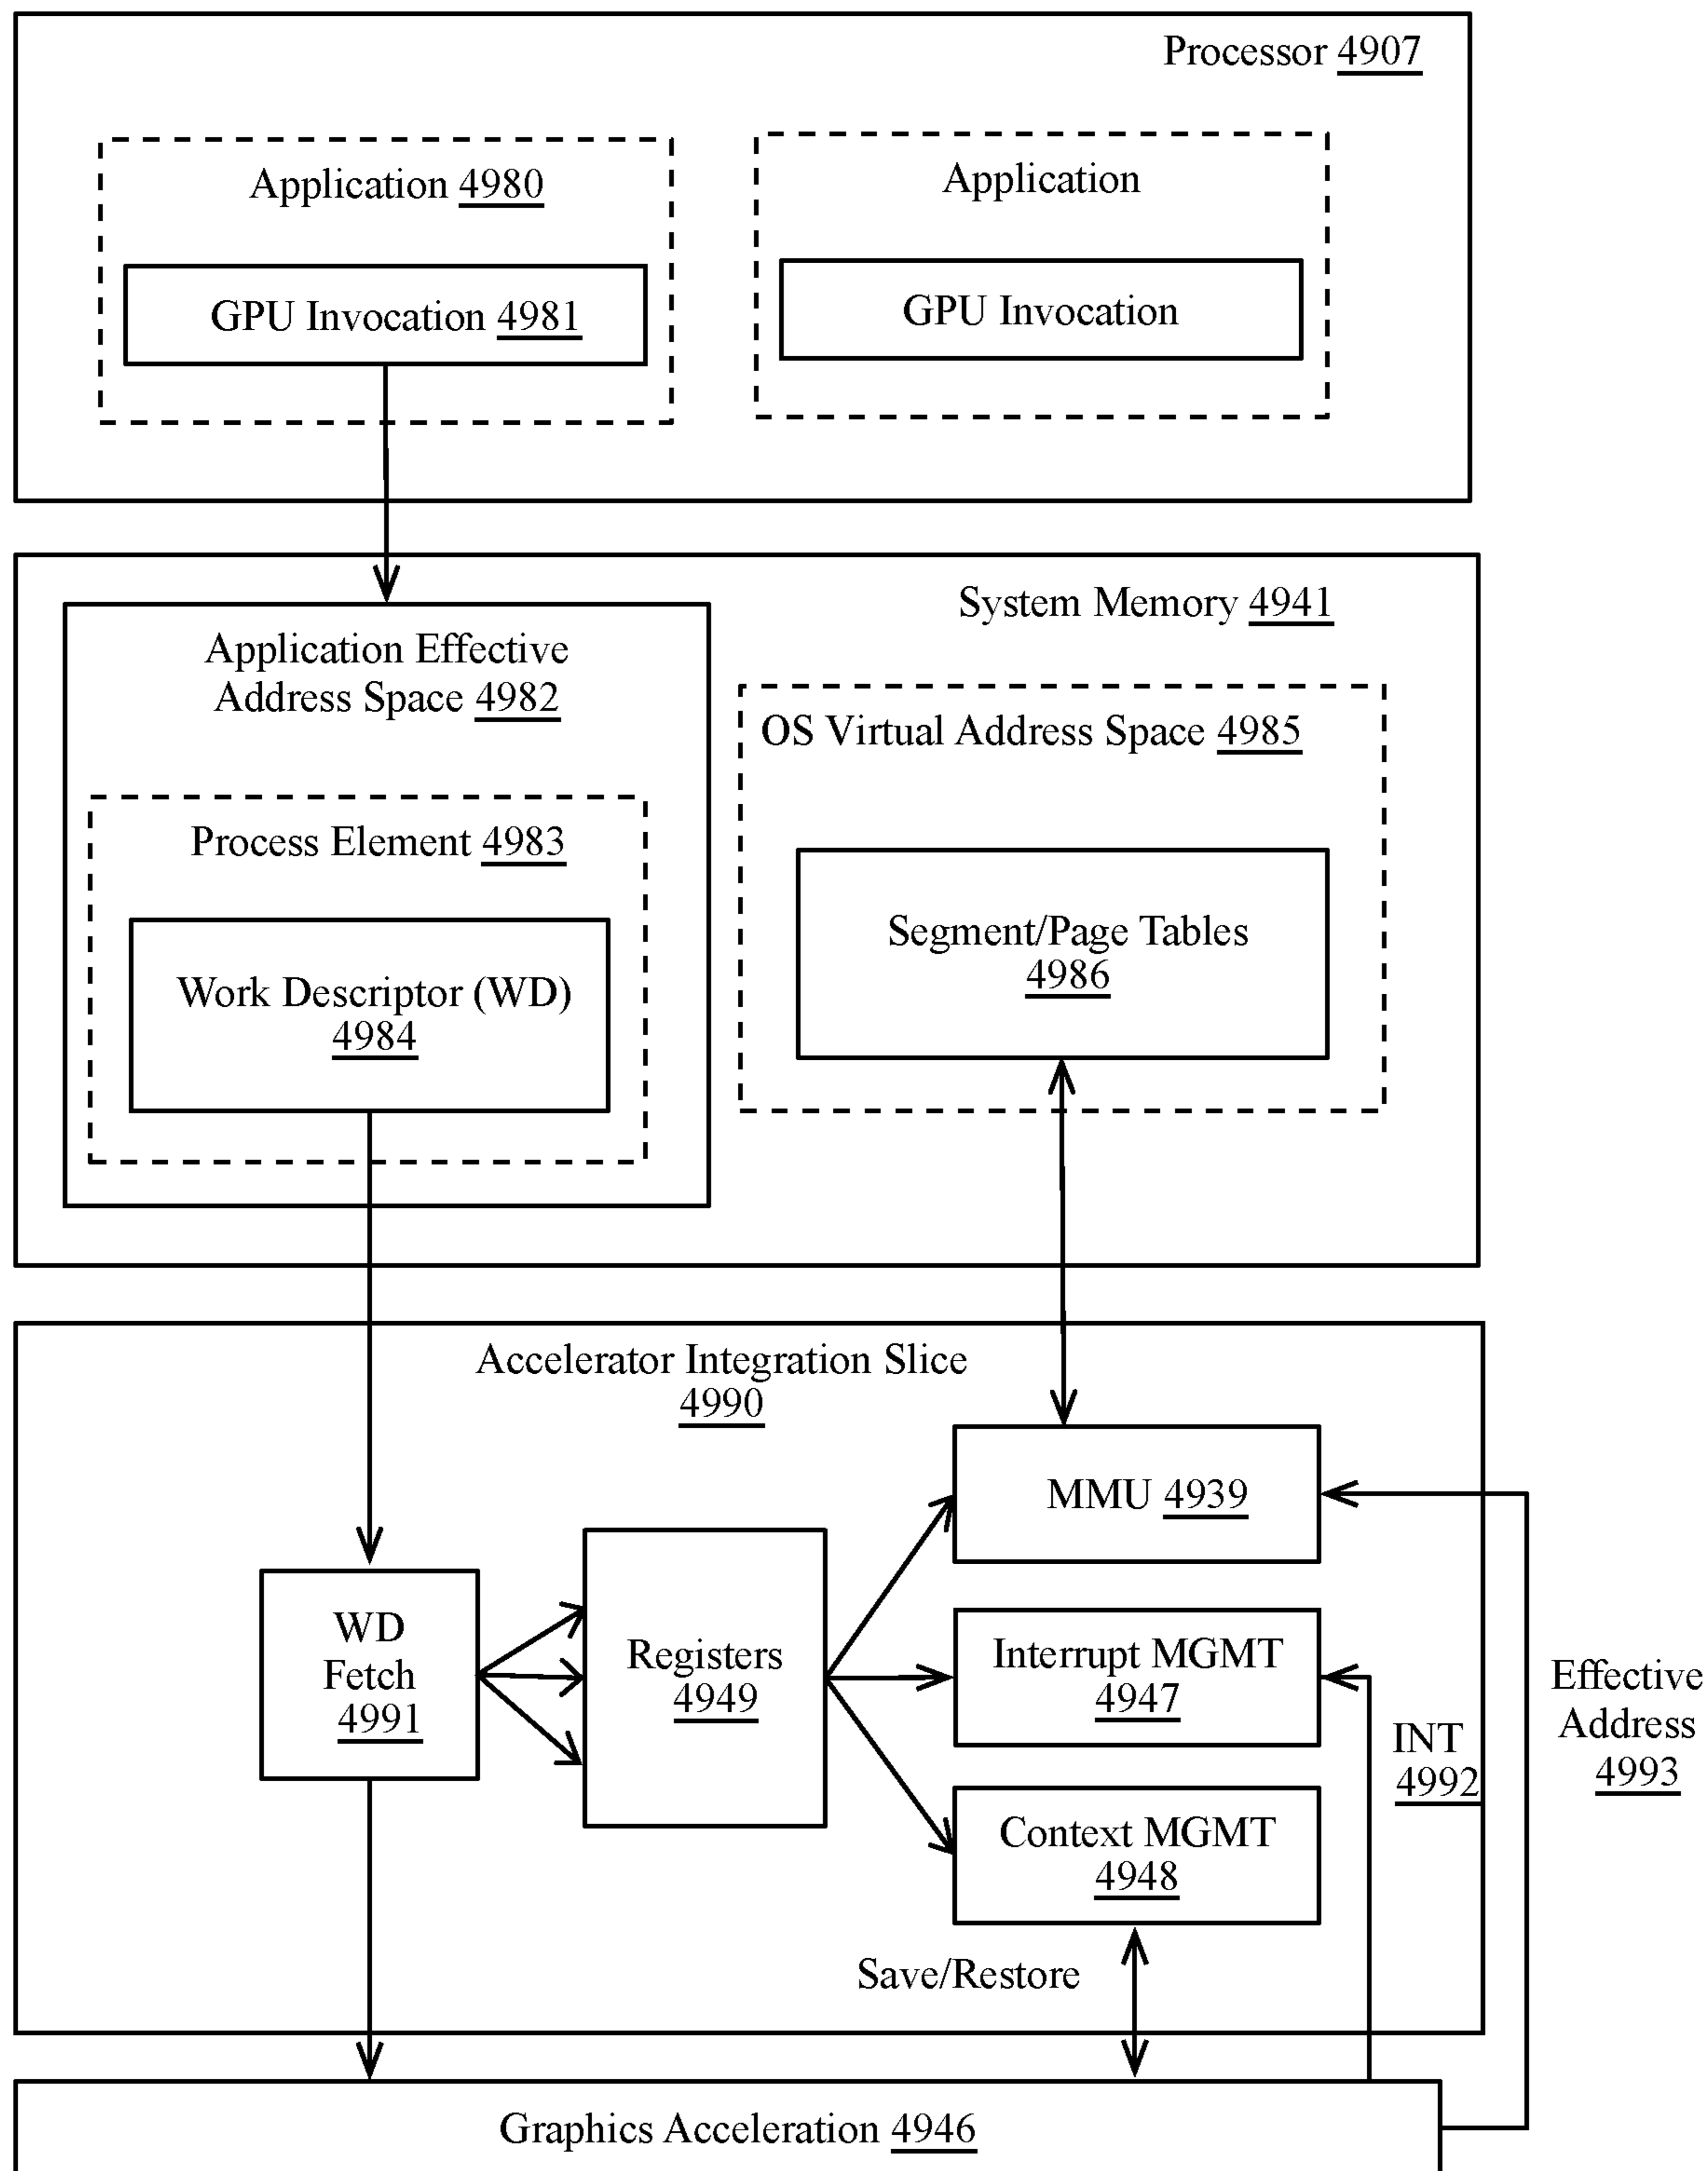 Processor 4907
Application 4980
GPU Invocation 4981
Application
GPU Invocation
System Memory 4941
Application Effective
Address Space 4982
OS Virtual Address Space 4985
Process Element 4983
Work Descriptor (WD)
4984
Segment/Page Tables
4986
Accelerator Integration Slice
4990
MMU 4939
WD
Fetch
4991
Registers
4949
Interrupt MGMT
4947
Context MGMT
4948
INT
4992
Effective
Address
4993
Save/Restore
Graphics Acceleration 4946